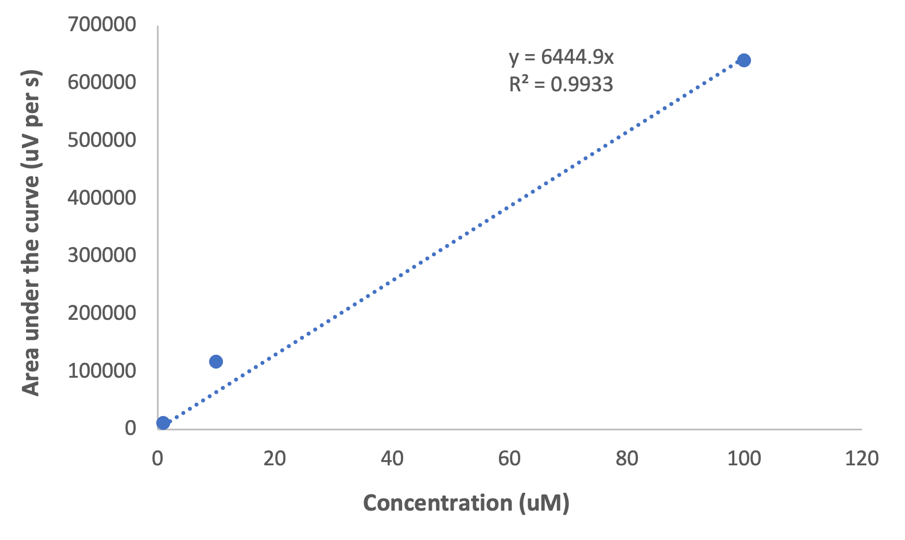 700000
600000
500000
400000
300000
200000
100000
0
Area under the curve (uV per s)
y = 6444.9x
R² = 0.9933
0 20 40 60 80 100 120
Concentration (uM)